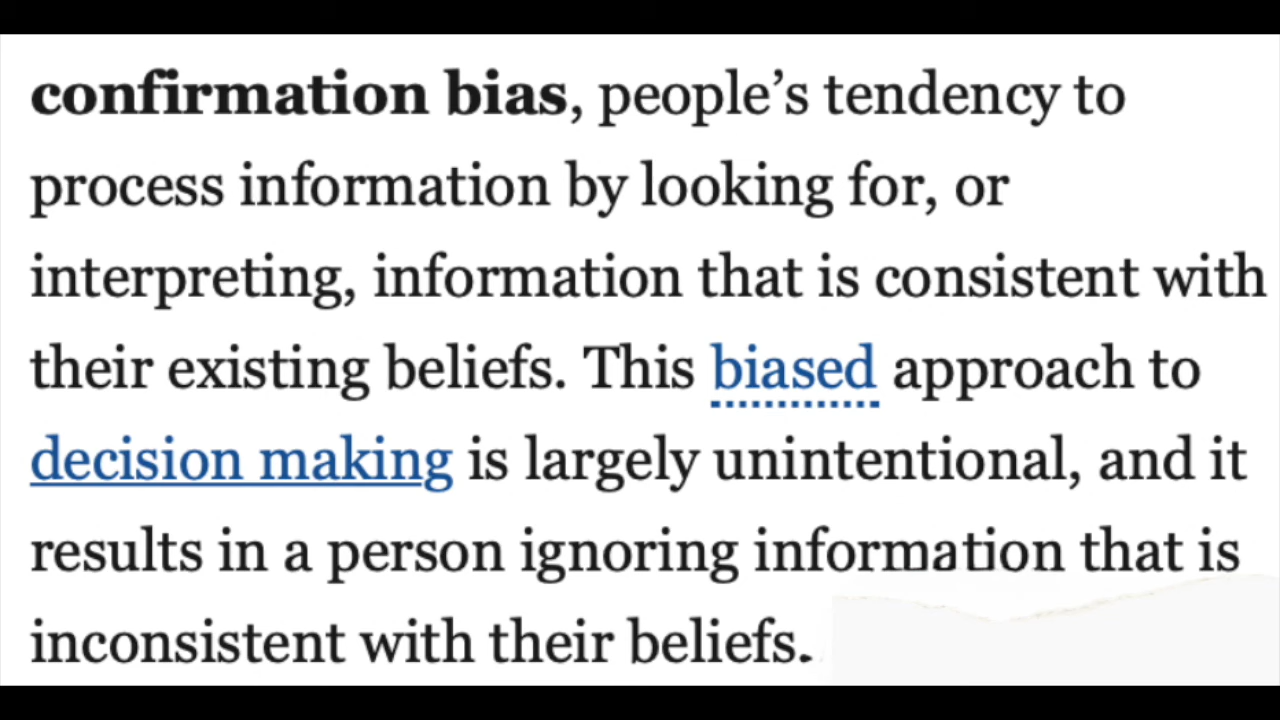 confirmation bias, people’s tendency to
process information by looking for, or
interpreting, information that is consistent with
their existing beliefs. This biased approach to
decision making is largely unintentional, and it
results in a person ignoring information that is
inconsistent with their beliefs.